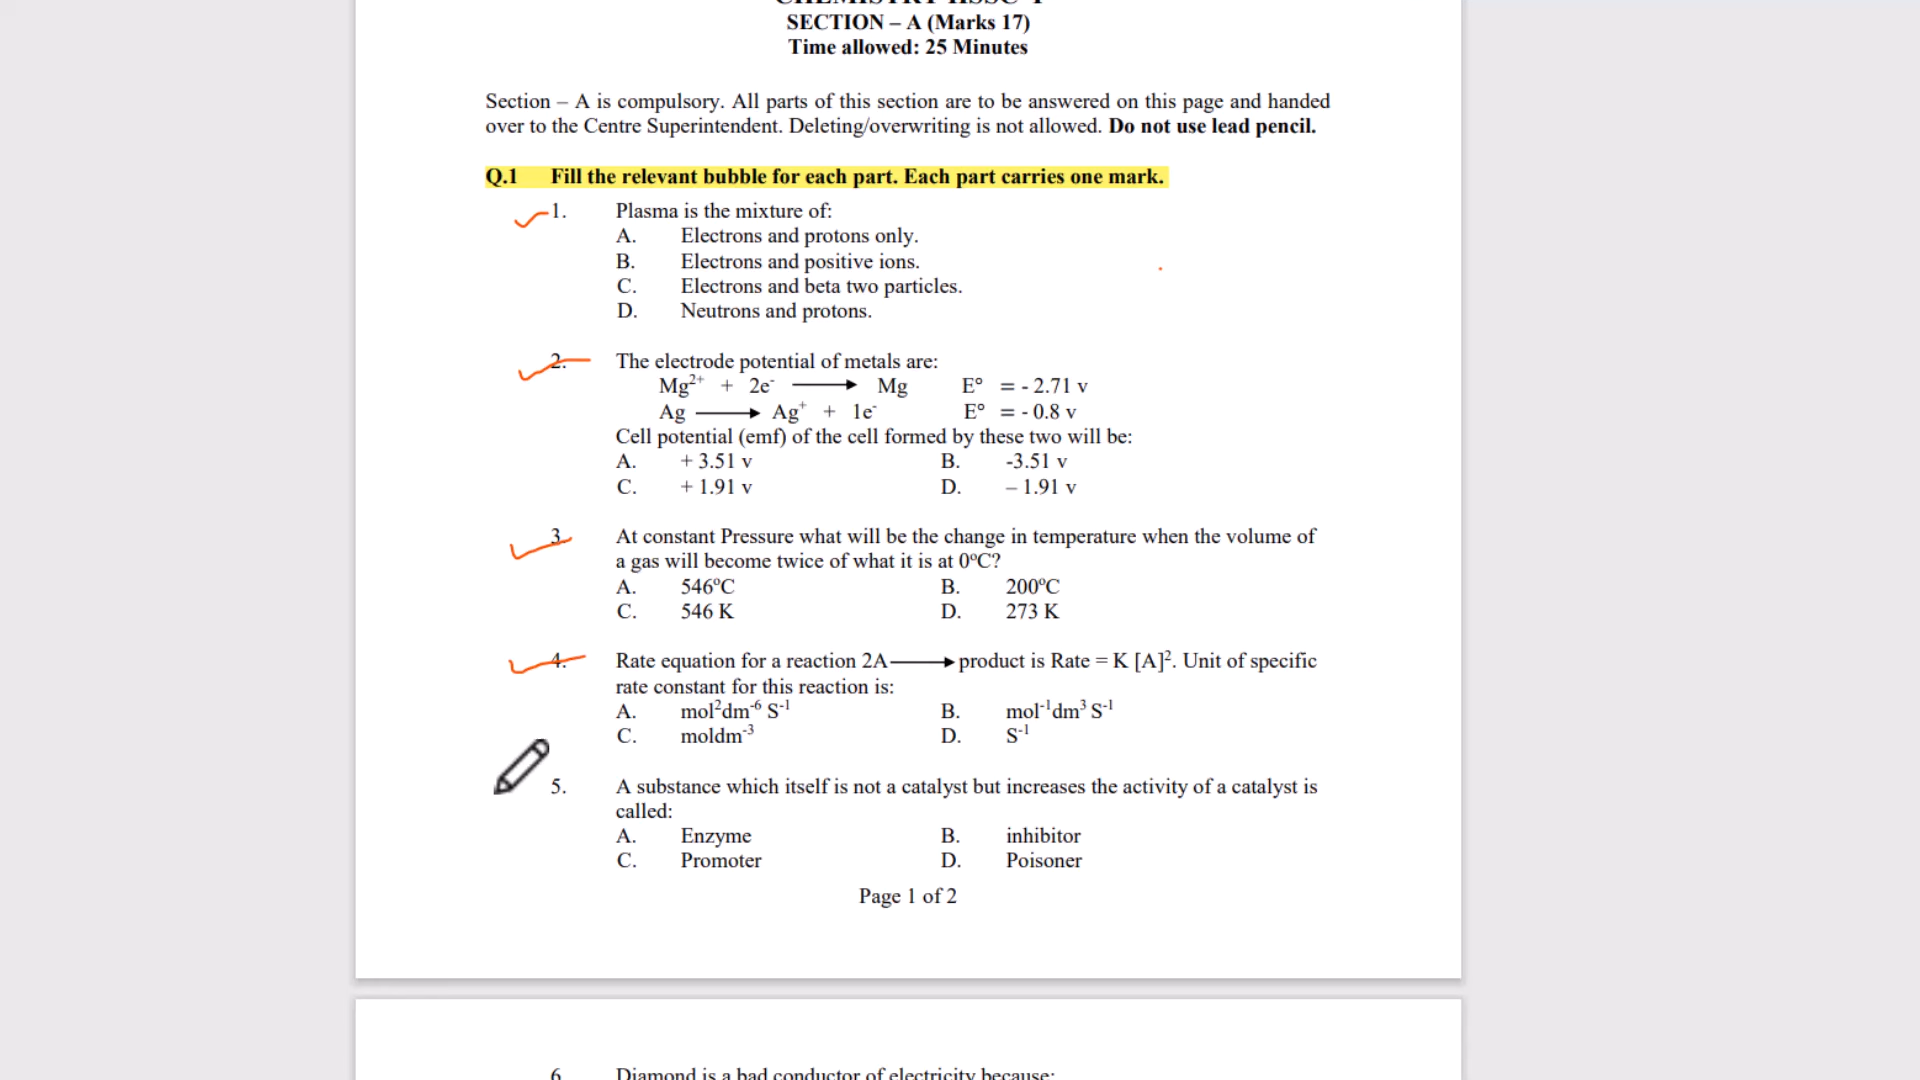 SECTION – A (Marks 17)
Time allowed: 25 Minutes
Section – A is compulsory. All parts of this section are to be answered on this page and handed
over to the Centre Superintendent. Deleting/overwriting is not allowed. Do not use lead pencil.
Q.1 Fill the relevant bubble for each part. Each part carries one mark.
1. Plasma is the mixture of:
A. Electrons and protons only.
B. Electrons and positive ions.
C. Electrons and beta two particles.
D. Neutrons and protons.
2. The electrode potential of metals are:
Mg²⁺ + 2e⁻ ⟶ Mg E° = - 2.71 v
Ag ⟶ Ag⁺ + 1e⁻ E° = - 0.8 v
Cell potential (emf) of the cell formed by these two will be:
A. + 3.51 v B. -3.51 v
C. + 1.91 v D. – 1.91 v
3. At constant Pressure what will be the change in temperature when the volume of
a gas will become twice of what it is at 0°C?
A. 546°C B. 200°C
C. 546 K D. 273 K
4. Rate equation for a reaction 2A ⟶ product is Rate = K [A]². Unit of specific
rate constant for this reaction is:
A. mol²dm⁻⁶ S⁻¹ B. mol⁻¹dm³ S⁻¹
C. moldm⁻³ D. S⁻¹
5. A substance which itself is not a catalyst but increases the activity of a catalyst is
called:
A. Enzyme B. inhibitor
C. Promoter D. Poisoner
Page 1 of 2
6 Diamond is a bad conductor of electricity because: